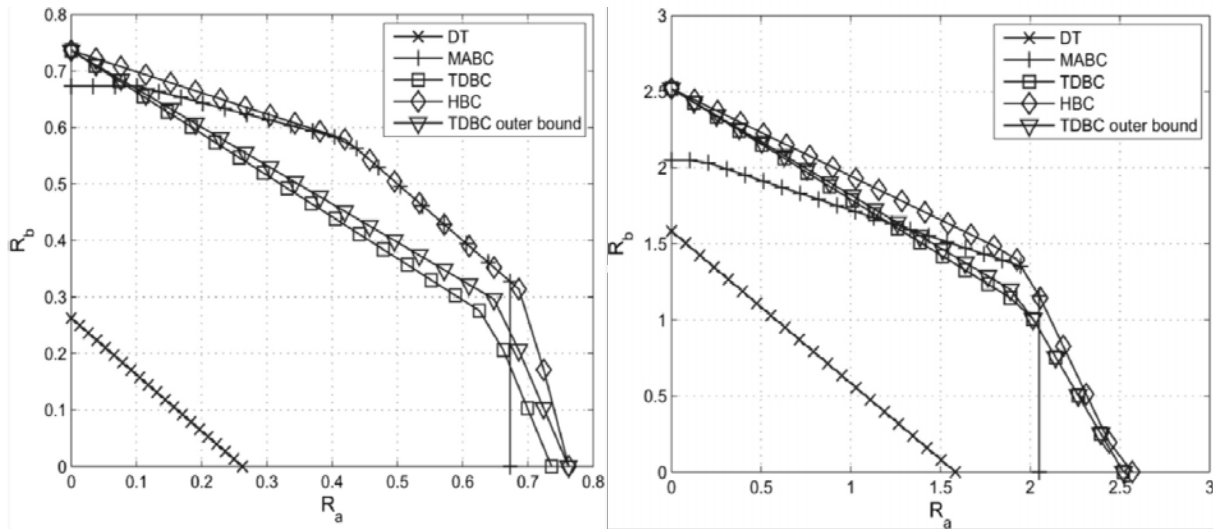 0.8
0.7
0.6
0.5
0.4
0.3
0.2
0.1
0
R_b
DT
MABC
TDBC
HBC
TDBC outer bound
0 0.1 0.2 0.3 0.4 0.5 0.6 0.7 0.8
R_a
3
2.5
2
1.5
1
0.5
0
R_b
DT
MABC
TDBC
HBC
TDBC outer bound
0 0.5 1 1.5 2 2.5 3
R_a